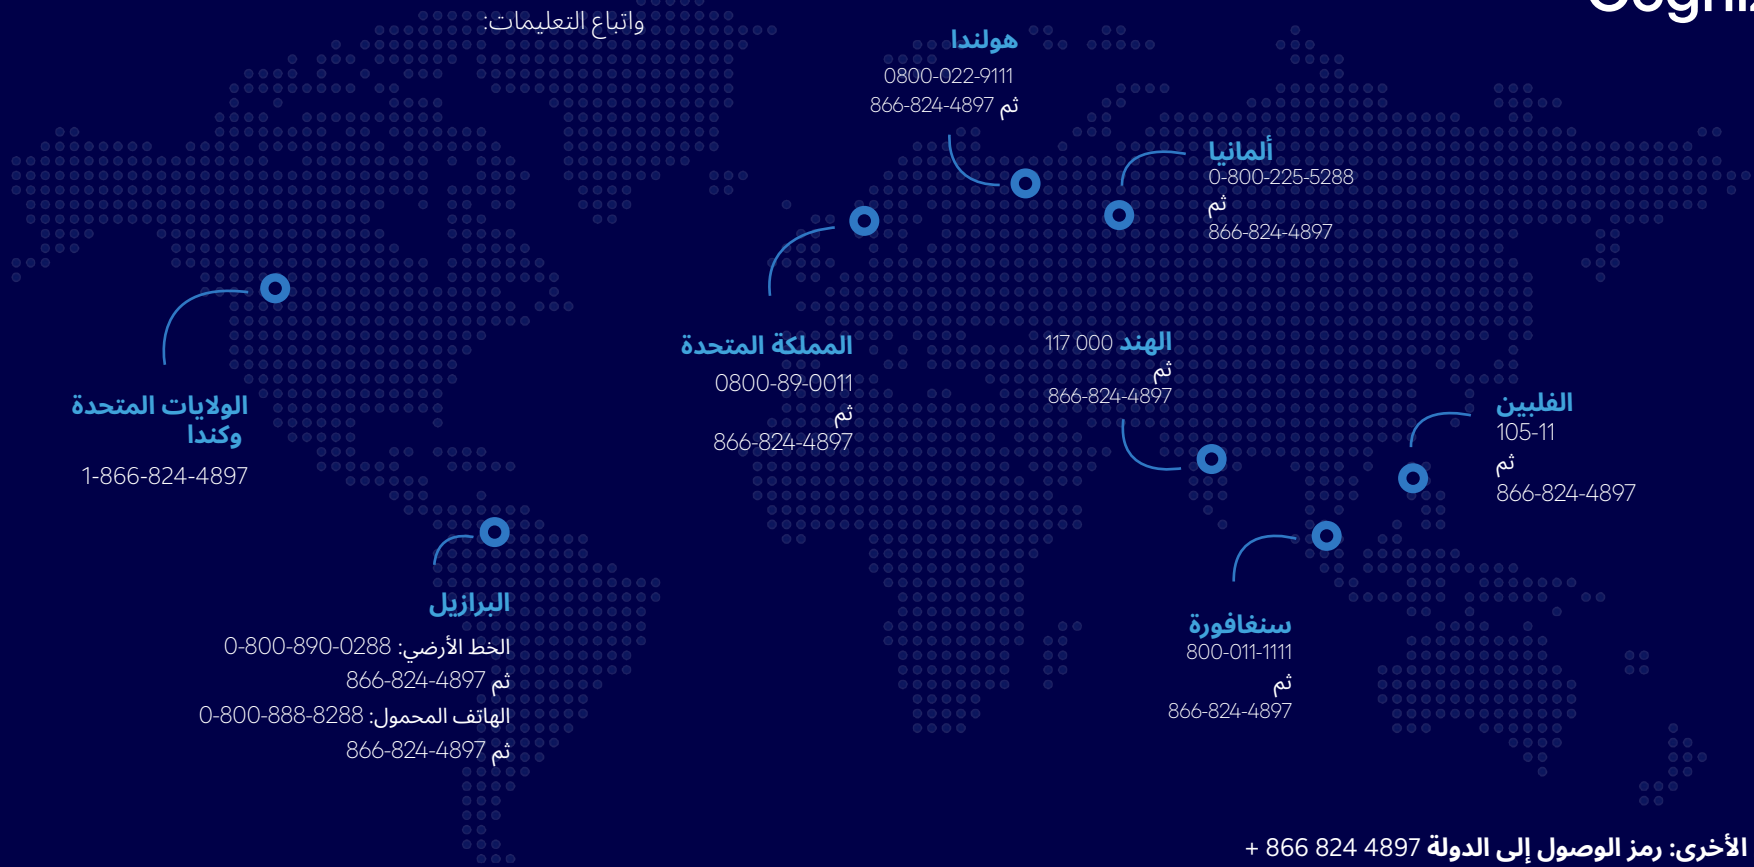 واتباع التعليمات:
هولندا
0800-022-9111
ثم 866-824-4897
ألمانيا
0-800-225-5288
ثم
866-824-4897
المملكة المتحدة
0800-89-0011
ثم
866-824-4897
الهند 000 117
ثم
866-824-4897
الولايات المتحدة
وكندا
1-866-824-4897
الفلبين
105-11
ثم
866-824-4897
البرازيل
الخط الأرضي: 0-800-890-0288
ثم 866-824-4897
الهاتف المحمول: 0-800-888-8288
ثم 866-824-4897
سنغافورة
800-011-1111
ثم
866-824-4897
الأخرى: رمز الوصول إلى الدولة + 866 824 4897